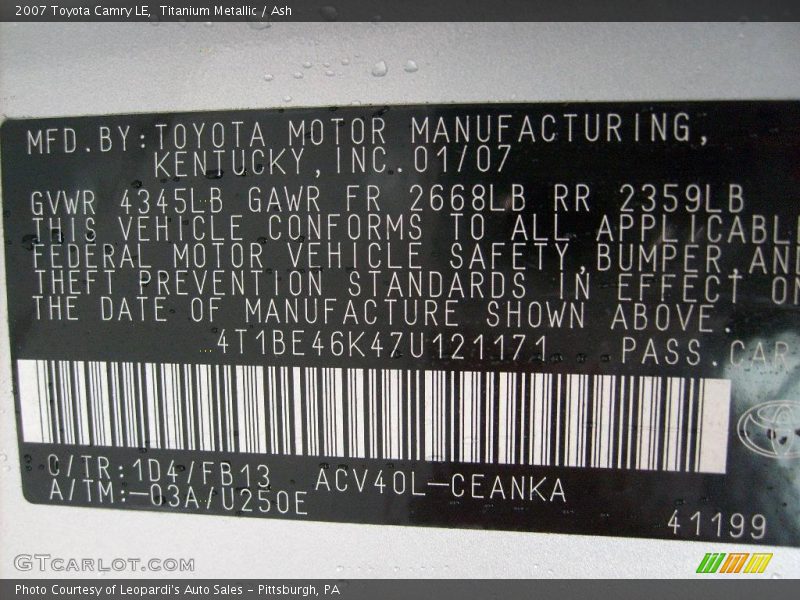 2007 Toyota Camry LE,  Titanium Metallic / Ash
MFD.BY:TOYOTA MOTOR MANUFACTURING,
KENTUCKY,INC.01/07
GVWR 4345LB GAWR FR 2668LB RR 2359LB
THIS VEHICLE CONFORMS TO ALL APPLICABLE
FEDERAL MOTOR VEHICLE SAFETY,BUMPER,AND
THEFT PREVENTION STANDARDS IN EFFECT ON
THE DATE OF MANUFACTURE SHOWN ABOVE.
4T1BE46K47U121171 PASS.CAR
C/TR:1D4/FB13 ACV40L-CEANKA
A/TM:-03A/U250E
41199
GTCARLOT.COM
Photo Courtesy of Leopardi's Auto Sales - Pittsburgh, PA